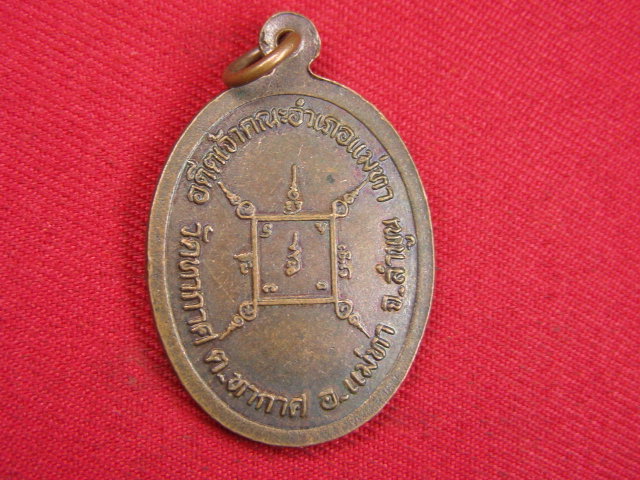 อดีตเจ้าคณะอำเภอแม่ทา
วัดทากาศ ต.ทากาศ อ.แม่ทา จ.ลำพูน